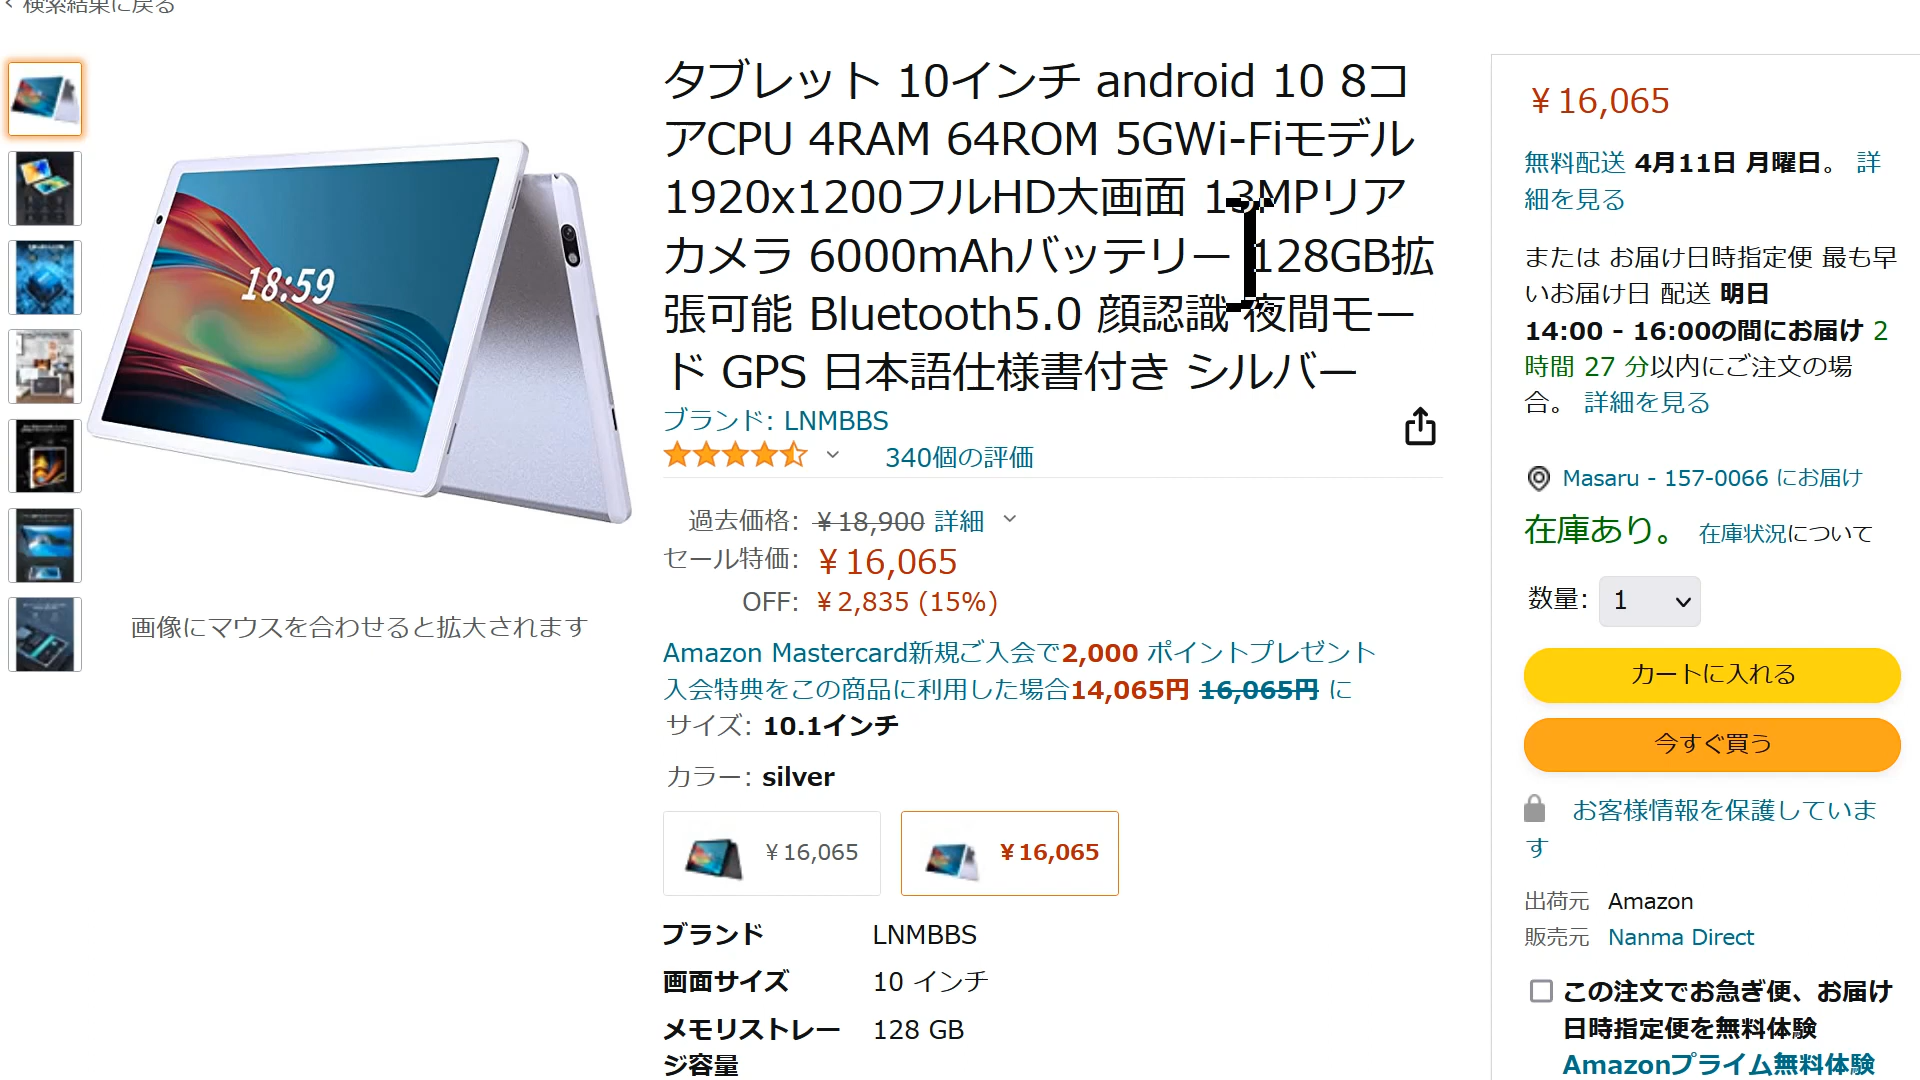 ‹ 検索結果に戻る
18:59
画像にマウスを合わせると拡大されます
タブレット 10インチ android 10 8コ
アCPU 4RAM 64ROM 5GWi-Fiモデル
1920x1200フルHD大画面 13MPリア
カメラ 6000mAhバッテリー 128GB拡
張可能 Bluetooth5.0 顔認識 夜間モー
ド GPS 日本語仕様書付き シルバー
ブランド: LNMBBS
340個の評価
過去価格: ￥18,900 詳細
セール特価: ￥16,065
OFF: ￥2,835 (15%)
Amazon Mastercard新規ご入会で2,000 ポイントプレゼント
入会特典をこの商品に利用した場合14,065円 16,065円 に
サイズ: 10.1インチ
カラー: silver
￥16,065 ￥16,065
ブランド LNMBBS
画面サイズ 10 インチ
メモリストレー 128 GB
ジ容量
￥16,065
無料配送 4月11日 月曜日。 詳
細を見る
または お届け日時指定便 最も早
いお届け日 配送 明日
14:00 - 16:00の間にお届け 2
時間 27 分以内にご注文の場
合。 詳細を見る
Masaru - 157-0066 にお届け
在庫あり。 在庫状況について
数量: 1
カートに入れる
今すぐ買う
お客様情報を保護していま
す
出荷元 Amazon
販売元 Nanma Direct
この注文でお急ぎ便、お届け
日時指定便を無料体験
Amazonプライム無料体験